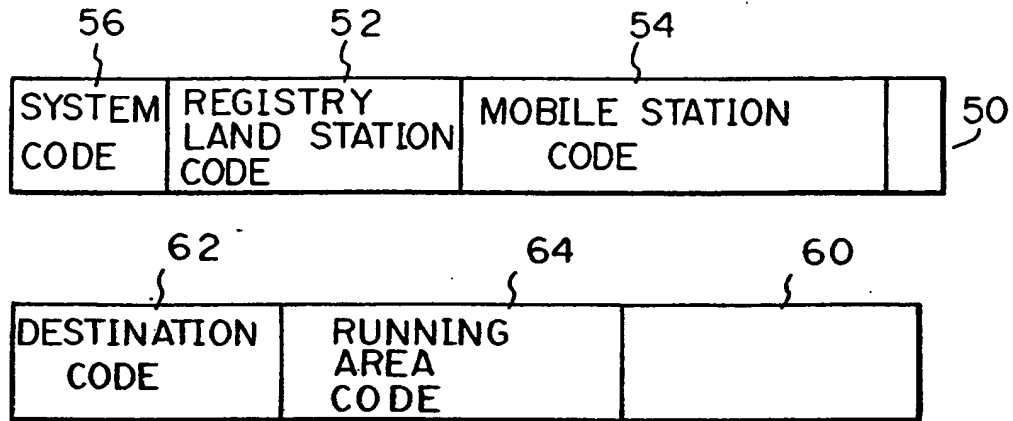 56 52 54
SYSTEM CODE
REGISTRY LAND STATION CODE
MOBILE STATION CODE
50
62 64 60
DESTINATION CODE
RUNNING AREA CODE